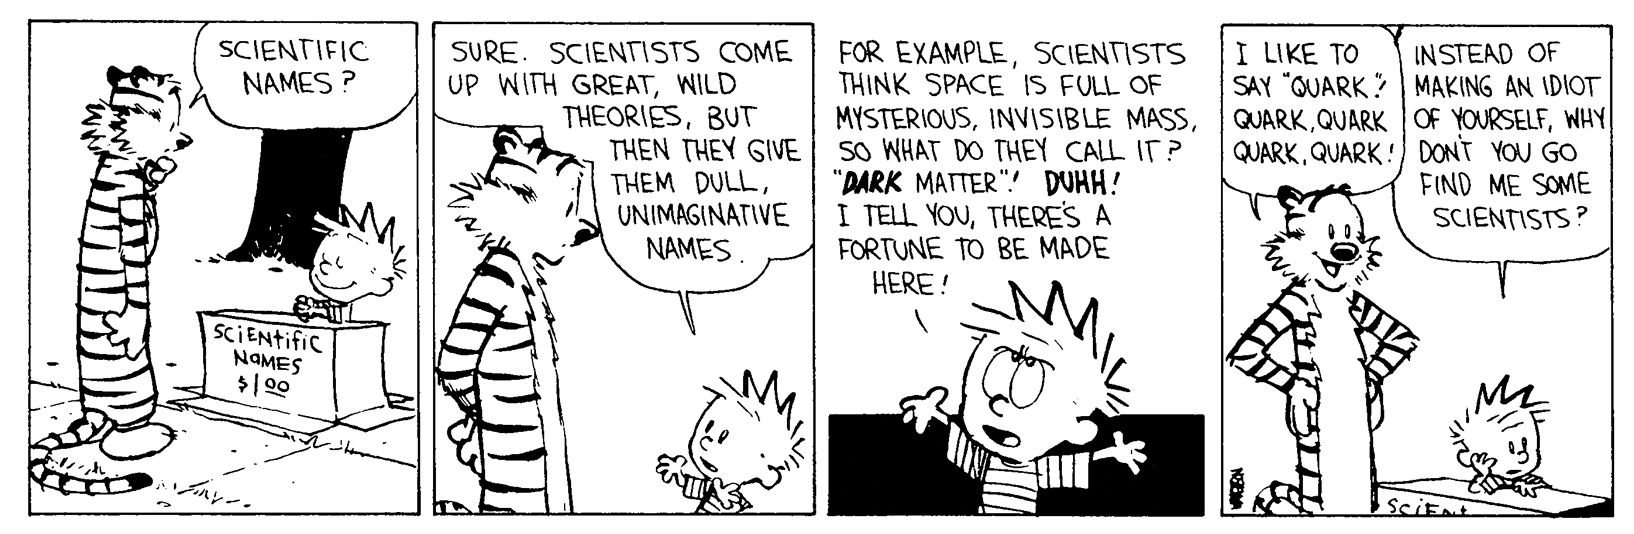 SCIENTIFIC
NAMES?
SCIENTIFIC
NAMES
$1.00
SURE. SCIENTISTS COME
UP WITH GREAT, WILD
THEORIES, BUT
THEN THEY GIVE
THEM DULL,
UNIMAGINATIVE
NAMES.
FOR EXAMPLE, SCIENTISTS
THINK SPACE IS FULL OF
MYSTERIOUS, INVISIBLE MASS,
SO WHAT DO THEY CALL IT?
"DARK MATTER"! DUHH!
I TELL YOU, THERE'S A
FORTUNE TO BE MADE
HERE!
I LIKE TO
SAY "QUARK"!
QUARK, QUARK
QUARK, QUARK!
INSTEAD OF
MAKING AN IDIOT
OF YOURSELF, WHY
DON'T YOU GO
FIND ME SOME
SCIENTISTS?
SCIENT